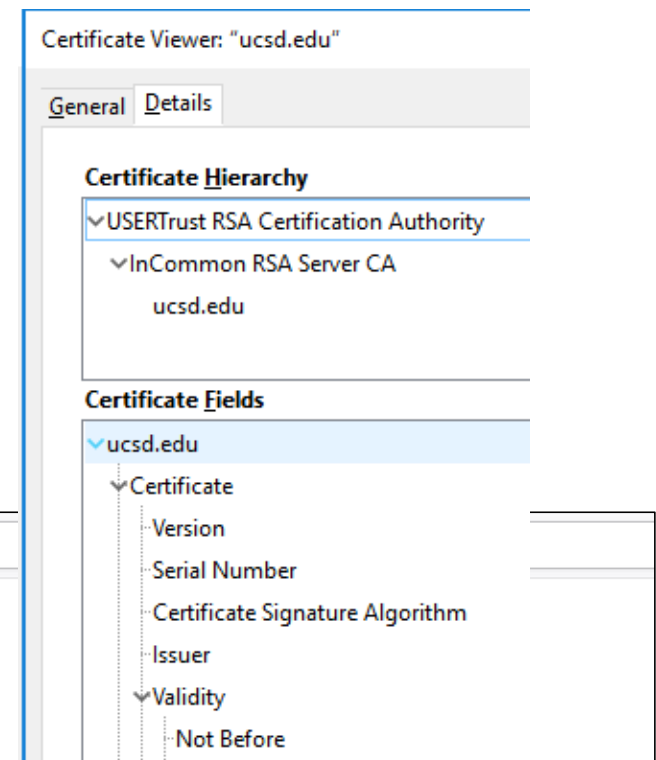 Certificate Viewer: “ucsd.edu”
General Details
Certificate Hierarchy
USERTrust RSA Certification Authority
InCommon RSA Server CA
ucsd.edu
Certificate Fields
ucsd.edu
Certificate
Version
Serial Number
Certificate Signature Algorithm
Issuer
Validity
Not Before